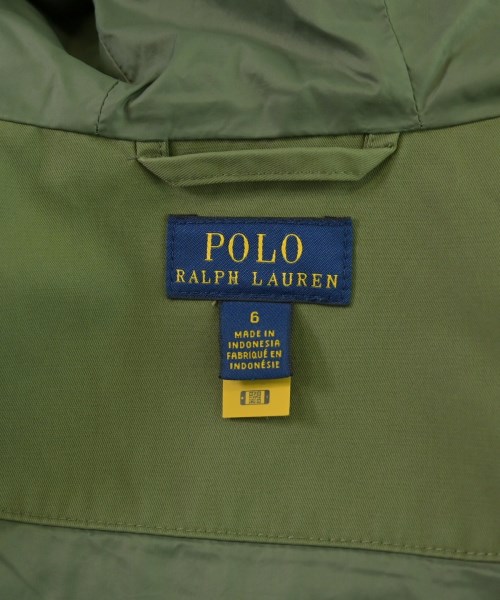 POLO
RALPH LAUREN
6
MADE IN
INDONESIA
FABRIQUÉ EN
INDONÉSIE